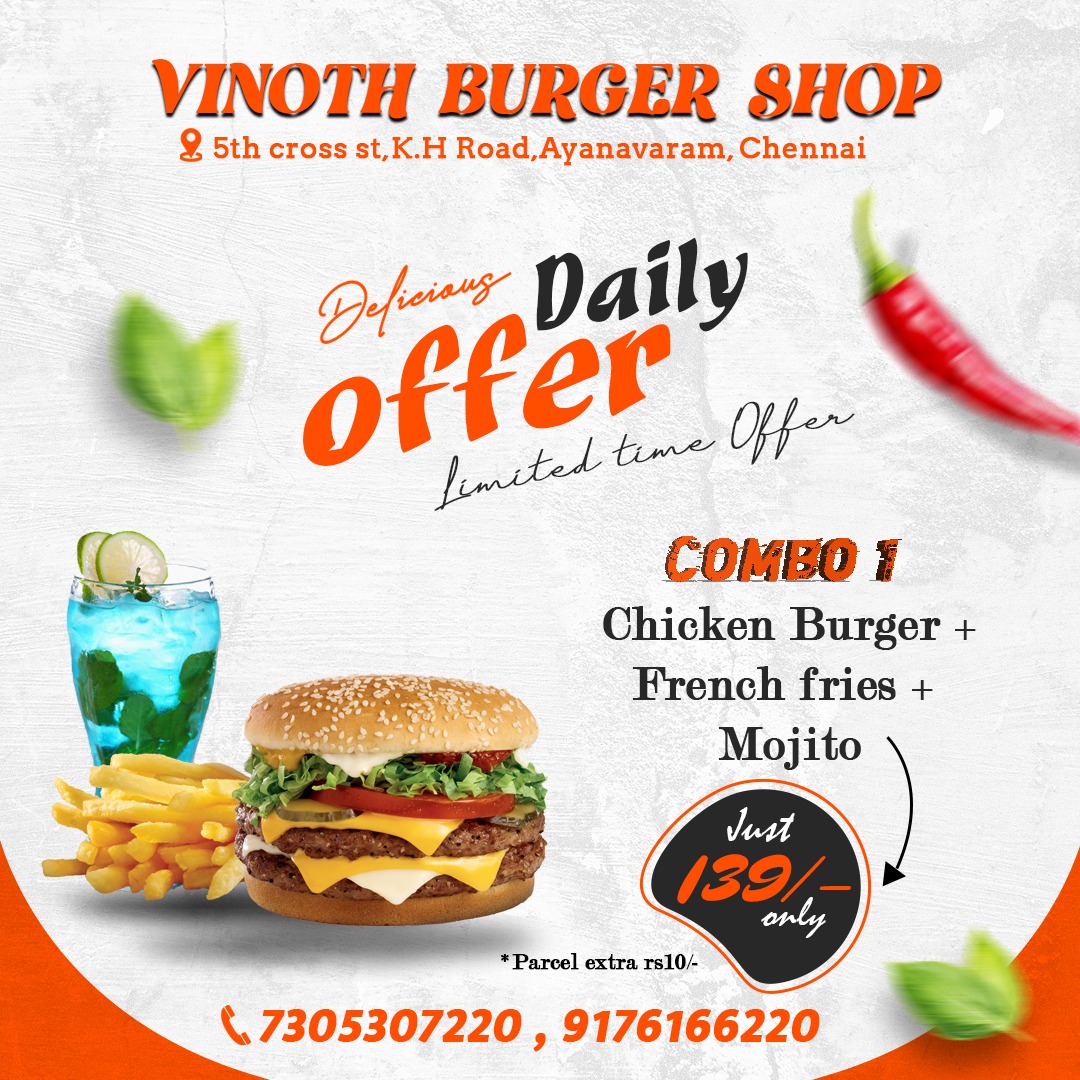 VINOTH BURGER SHOP
5th cross st,K.H Road,Ayanavaram, Chennai
Delicious Daily
offer
Limited time Offer
COMBO 1
Chicken Burger +
French fries +
Mojito
Just
139/-
only
*Parcel extra rs10/-
7305307220 , 9176166220